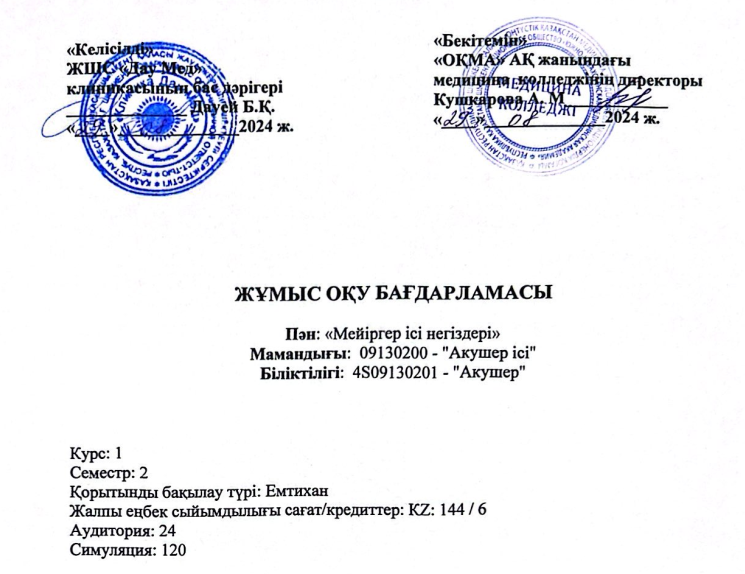 «Келісілді»
ЖШС «Дау Мед»
клиникасының бас дәрігері
Дауей Б.Қ.
2024 ж.
«Бекітемін»
«ОҚМА» АҚ жанындағы
медицина колледжінің директоры
Кушкарова А. М.
«29» 08 2024 ж.
МЕДИЦИНА
КОЛЛЕДЖІ
ЖҰМЫС ОҚУ БАҒДАРЛАМАСЫ
Пән: «Мейіргер ісі негіздері»
Мамандығы: 09130200 - "Акушер ісі"
Біліктілігі: 4S09130201 - "Акушер"
Курс: 1
Семестр: 2
Қорытынды бақылау түрі: Емтихан
Жалпы еңбек сыйымдылығы сағат/кредиттер: KZ: 144 / 6
Аудитория: 24
Симуляция: 120